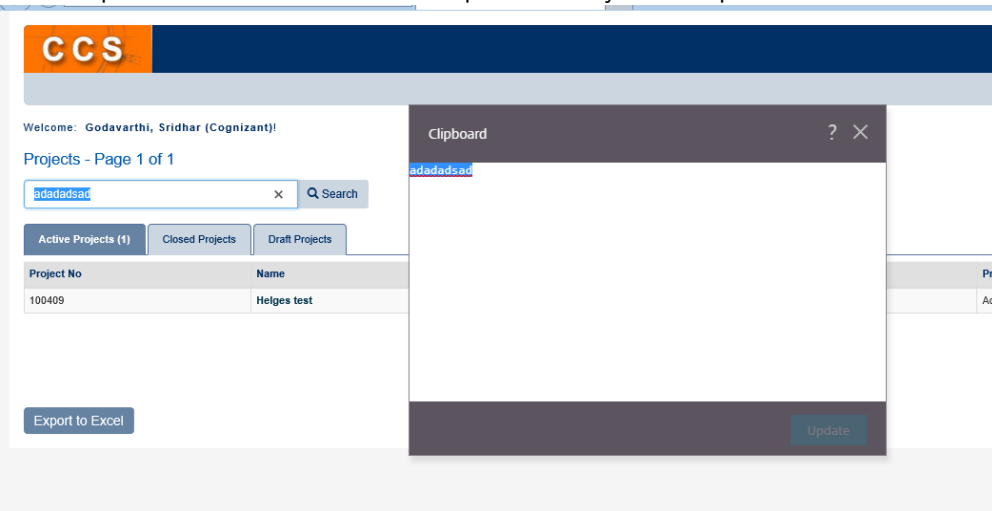 CCS
Welcome: Godavarthi, Sridhar (Cognizant)!
Projects - Page 1 of 1
adadadsad
Search
Active Projects (1)
Closed Projects
Draft Projects
Project No
Name
100409
Helges test
Export to Excel
Clipboard
?
adadadsad
Update